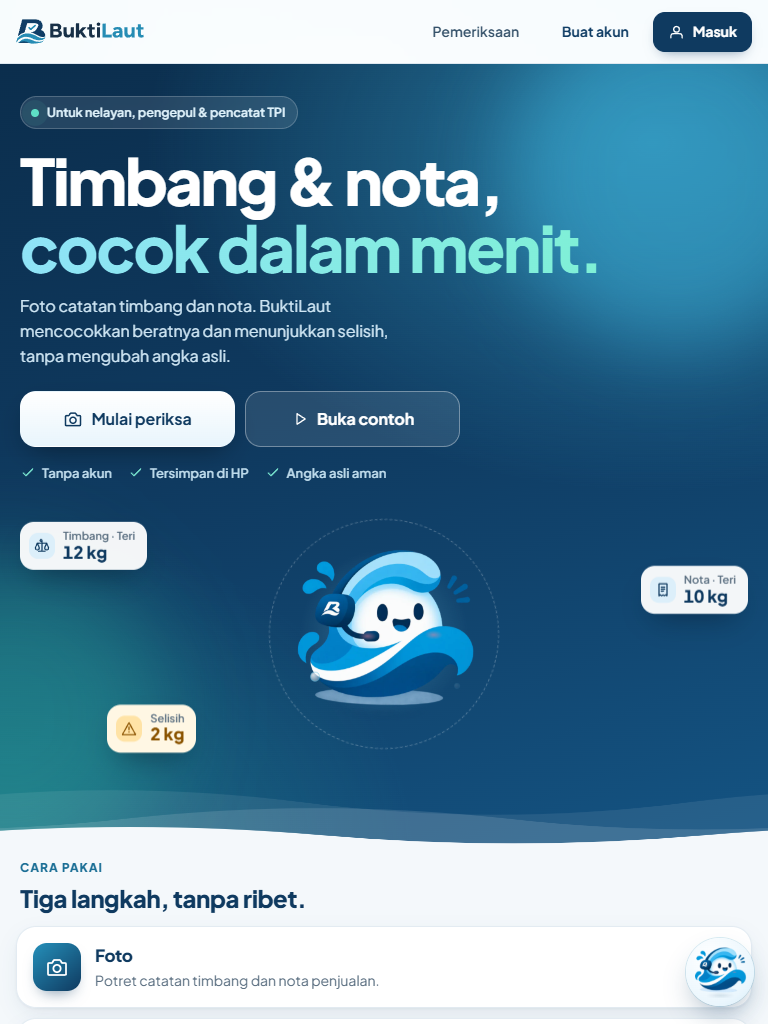 BuktiLaut
Pemeriksaan
Buat akun
Masuk
Untuk nelayan, pengepul & pencatat TPI
Timbang & nota,
cocok dalam menit.
Foto catatan timbang dan nota. BuktiLaut
mencocokkan beratnya dan menunjukkan selisih,
tanpa mengubah angka asli.
Mulai periksa
Buka contoh
Tanpa akun
Tersimpan di HP
Angka asli aman
Timbang · Teri
12 kg
Nota · Teri
10 kg
Selisih
2 kg
CARA PAKAI
Tiga langkah, tanpa ribet.
Foto
Potret catatan timbang dan nota penjualan.